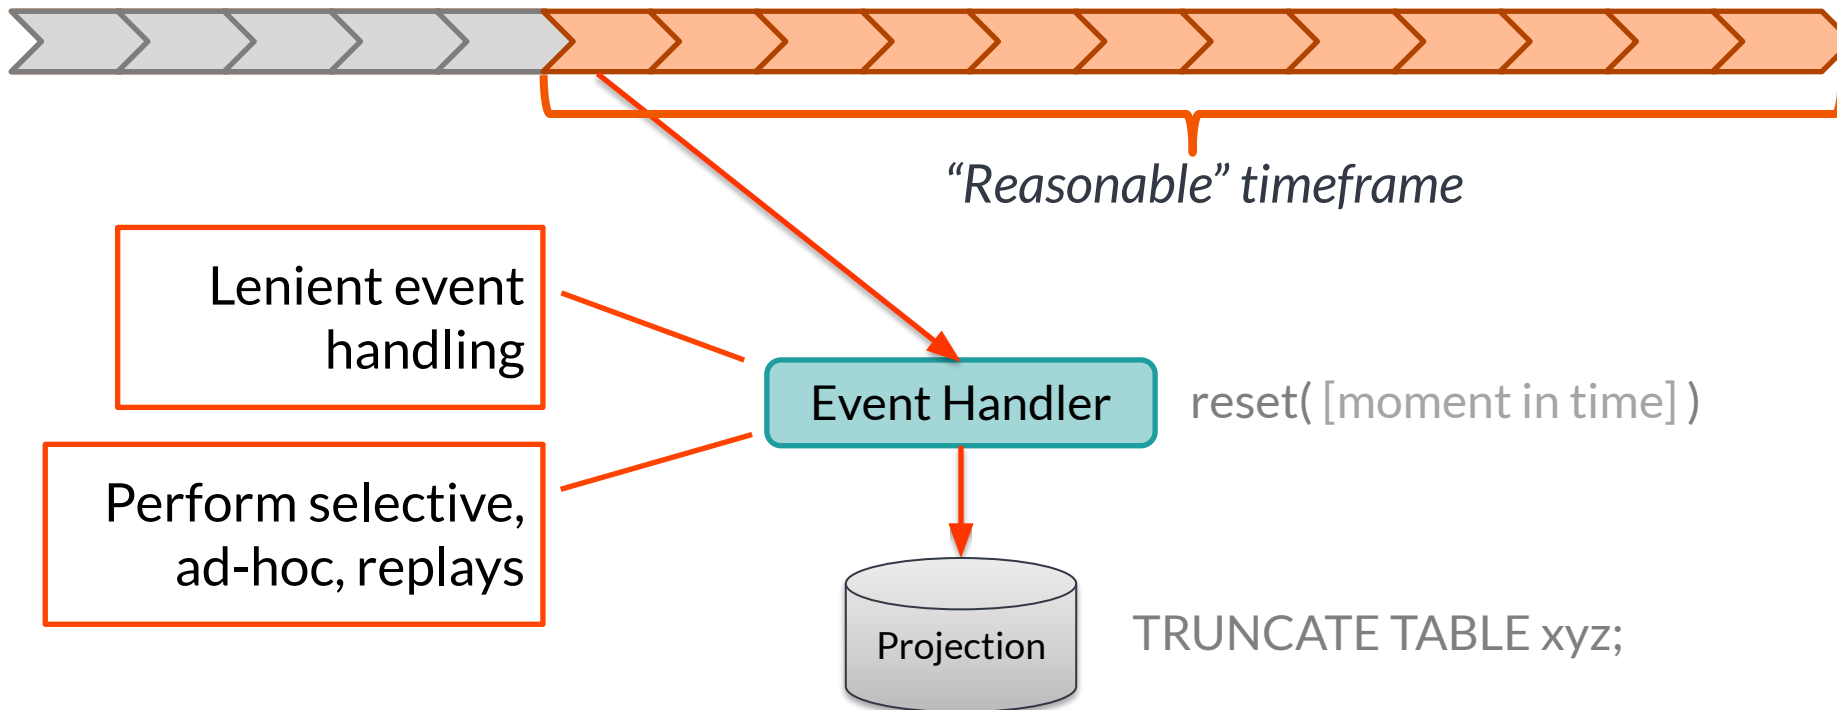 “Reasonable” timeframe
Lenient event
handling
Event Handler
reset( [moment in time] )
Perform selective,
ad-hoc, replays
Projection
TRUNCATE TABLE xyz;